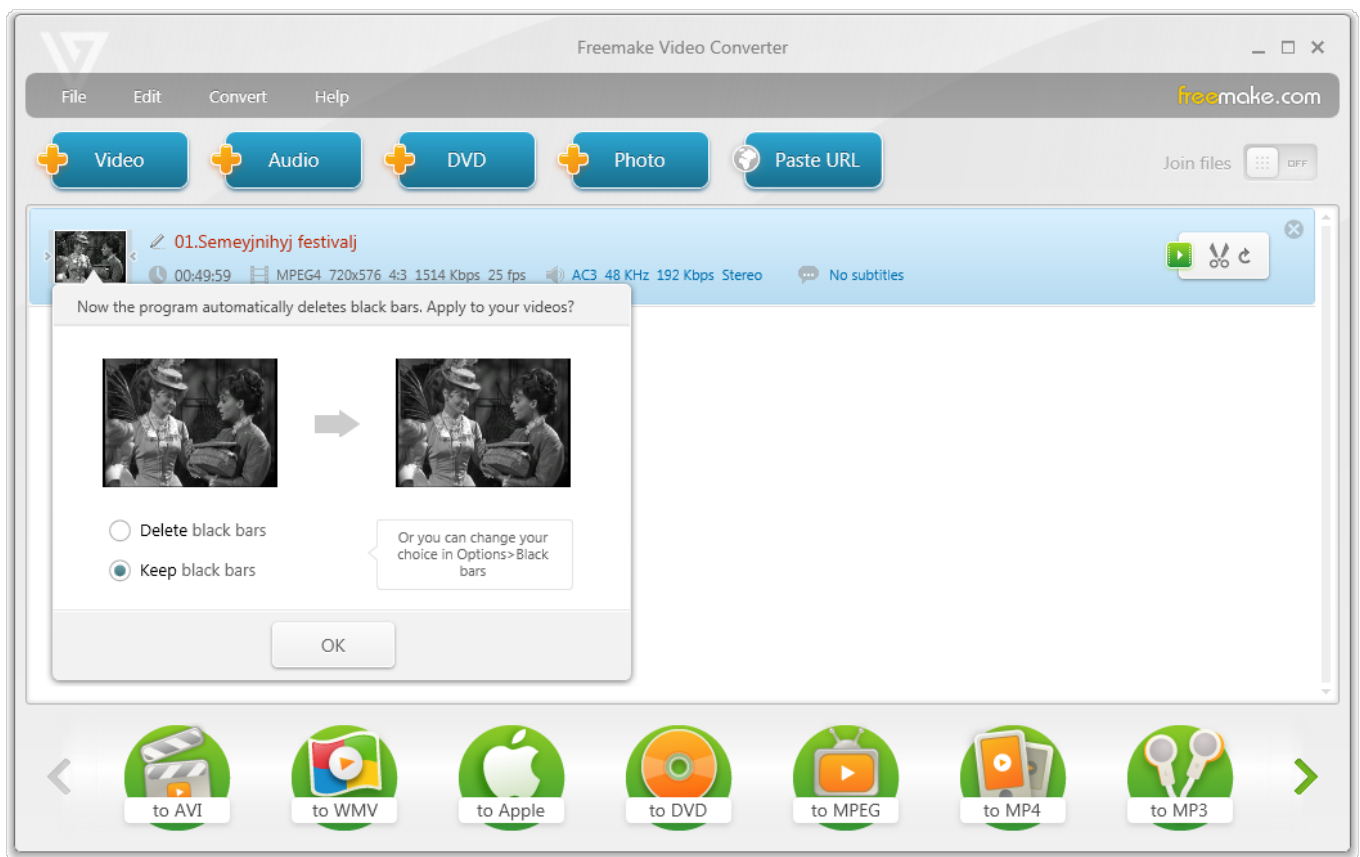 Freemake Video Converter
File Edit Convert Help
freemake.com
Video Audio DVD Photo Paste URL
Join files OFF
01.Semeyjnihyj festivalj
00:49:59 MPEG4 720x576 4:3 1514 Kbps 25 fps AC3 48 KHz 192 Kbps Stereo No subtitles
Now the program automatically deletes black bars. Apply to your videos?
Delete black bars
Keep black bars
Or you can change your
choice in Options>Black
bars
OK
to AVI to WMV to Apple to DVD to MPEG to MP4 to MP3